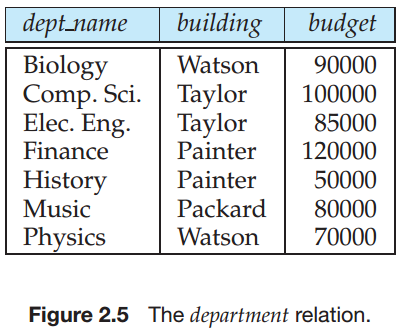 dept_name building budget
Biology Watson 90000
Comp. Sci. Taylor 100000
Elec. Eng. Taylor 85000
Finance Painter 120000
History Painter 50000
Music Packard 80000
Physics Watson 70000
Figure 2.5 The department relation.